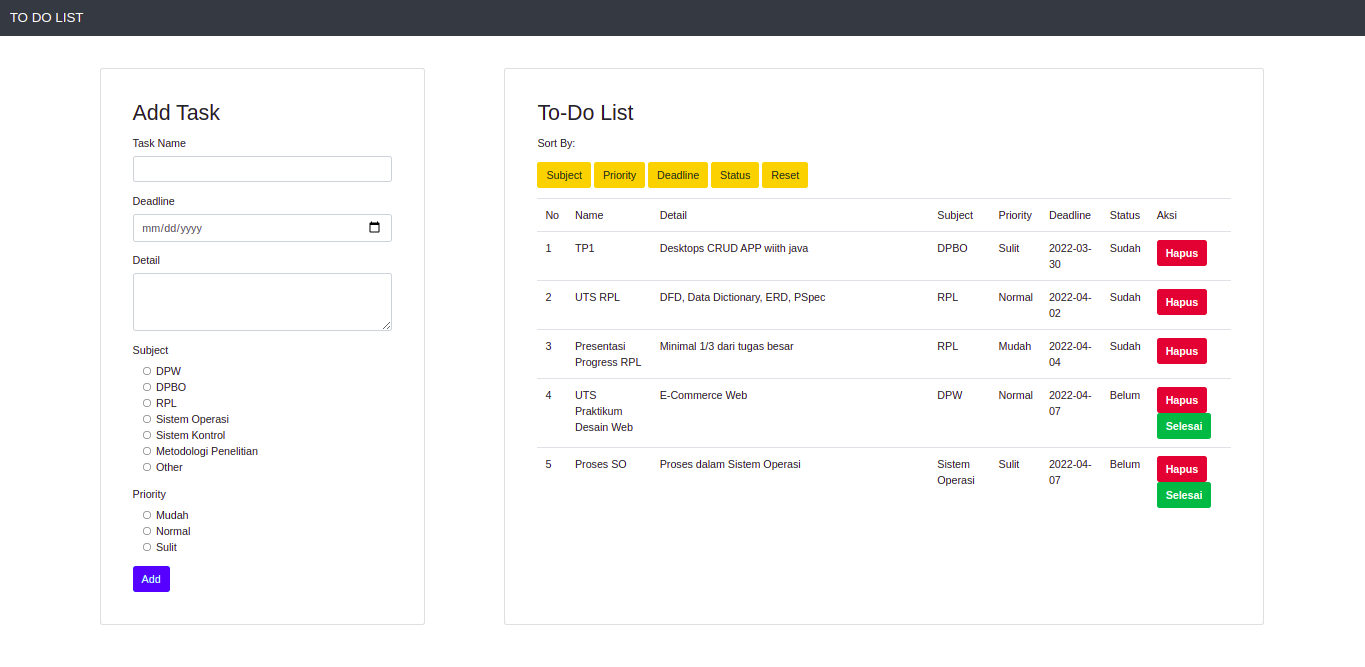 TO DO LIST
Add Task
Task Name
Deadline
mm/dd/yyyy
Detail
Subject
DPW
DPBO
RPL
Sistem Operasi
Sistem Kontrol
Metodologi Penelitian
Other
Priority
Mudah
Normal
Sulit
Add
To-Do List
Sort By:
Subject Priority Deadline Status Reset
No Name Detail Subject Priority Deadline Status Aksi
1 TP1 Desktops CRUD APP wiith java DPBO Sulit 2022-03- Sudah Hapus
30
2 UTS RPL DFD, Data Dictionary, ERD, PSpec RPL Normal 2022-04- Sudah Hapus
02
3 Presentasi Minimal 1/3 dari tugas besar RPL Mudah 2022-04- Sudah Hapus
Progress RPL 04
4 UTS E-Commerce Web DPW Normal 2022-04- Belum Hapus
Praktikum 07
Desain Web Selesai
5 Proses SO Proses dalam Sistem Operasi Sistem Sulit 2022-04- Belum Hapus
Operasi 07
Selesai